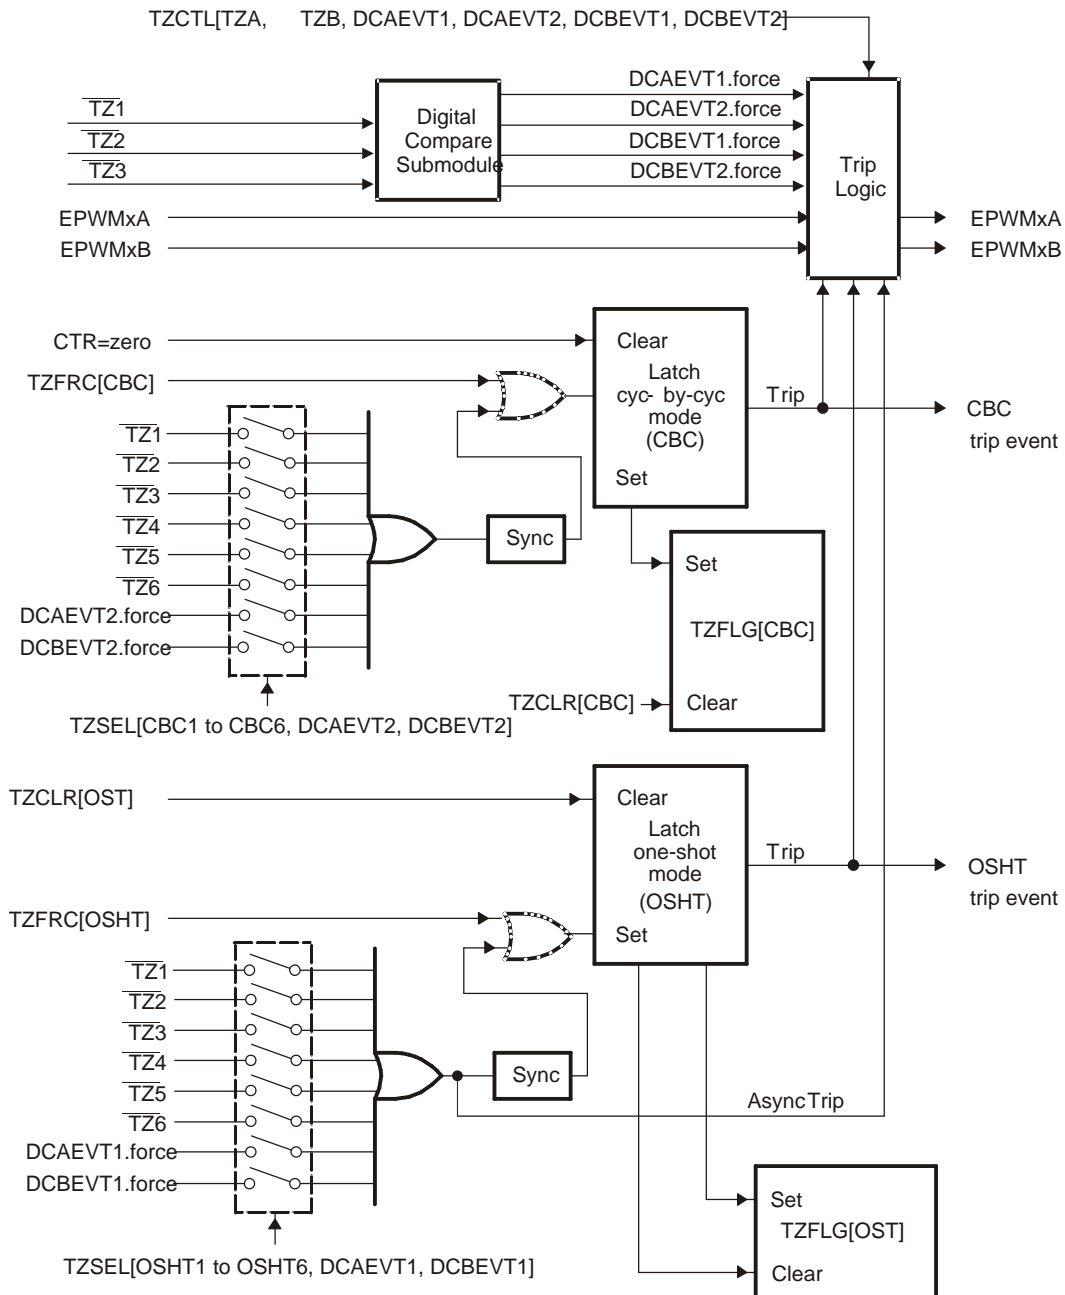 TZCTL[TZA, TZB, DCAEVT1, DCAEVT2, DCBEVT1, DCBEVT2]
TZ1
TZ2
TZ3
Digital
Compare
Submodule
DCAEVT1.force
DCAEVT2.force
DCBEVT1.force
DCBEVT2.force
Trip
Logic
EPWMxA
EPWMxB
EPWMxA
EPWMxB
CTR=zero
TZFRC[CBC]
Clear
Latch
cyc- by-cyc
mode
(CBC)
Set
Trip
CBC
trip event
TZ1
TZ2
TZ3
TZ4
TZ5
TZ6
DCAEVT2.force
DCBEVT2.force
Sync
Set
TZFLG[CBC]
Clear
TZCLR[CBC]
TZSEL[CBC1 to CBC6, DCAEVT2, DCBEVT2]
TZCLR[OST]
TZFRC[OSHT]
Clear
Latch
one-shot
mode
(OSHT)
Set
Trip
OSHT
trip event
TZ1
TZ2
TZ3
TZ4
TZ5
TZ6
DCAEVT1.force
DCBEVT1.force
Sync
AsyncTrip
Set
TZFLG[OST]
Clear
TZSEL[OSHT1 to OSHT6, DCAEVT1, DCBEVT1]